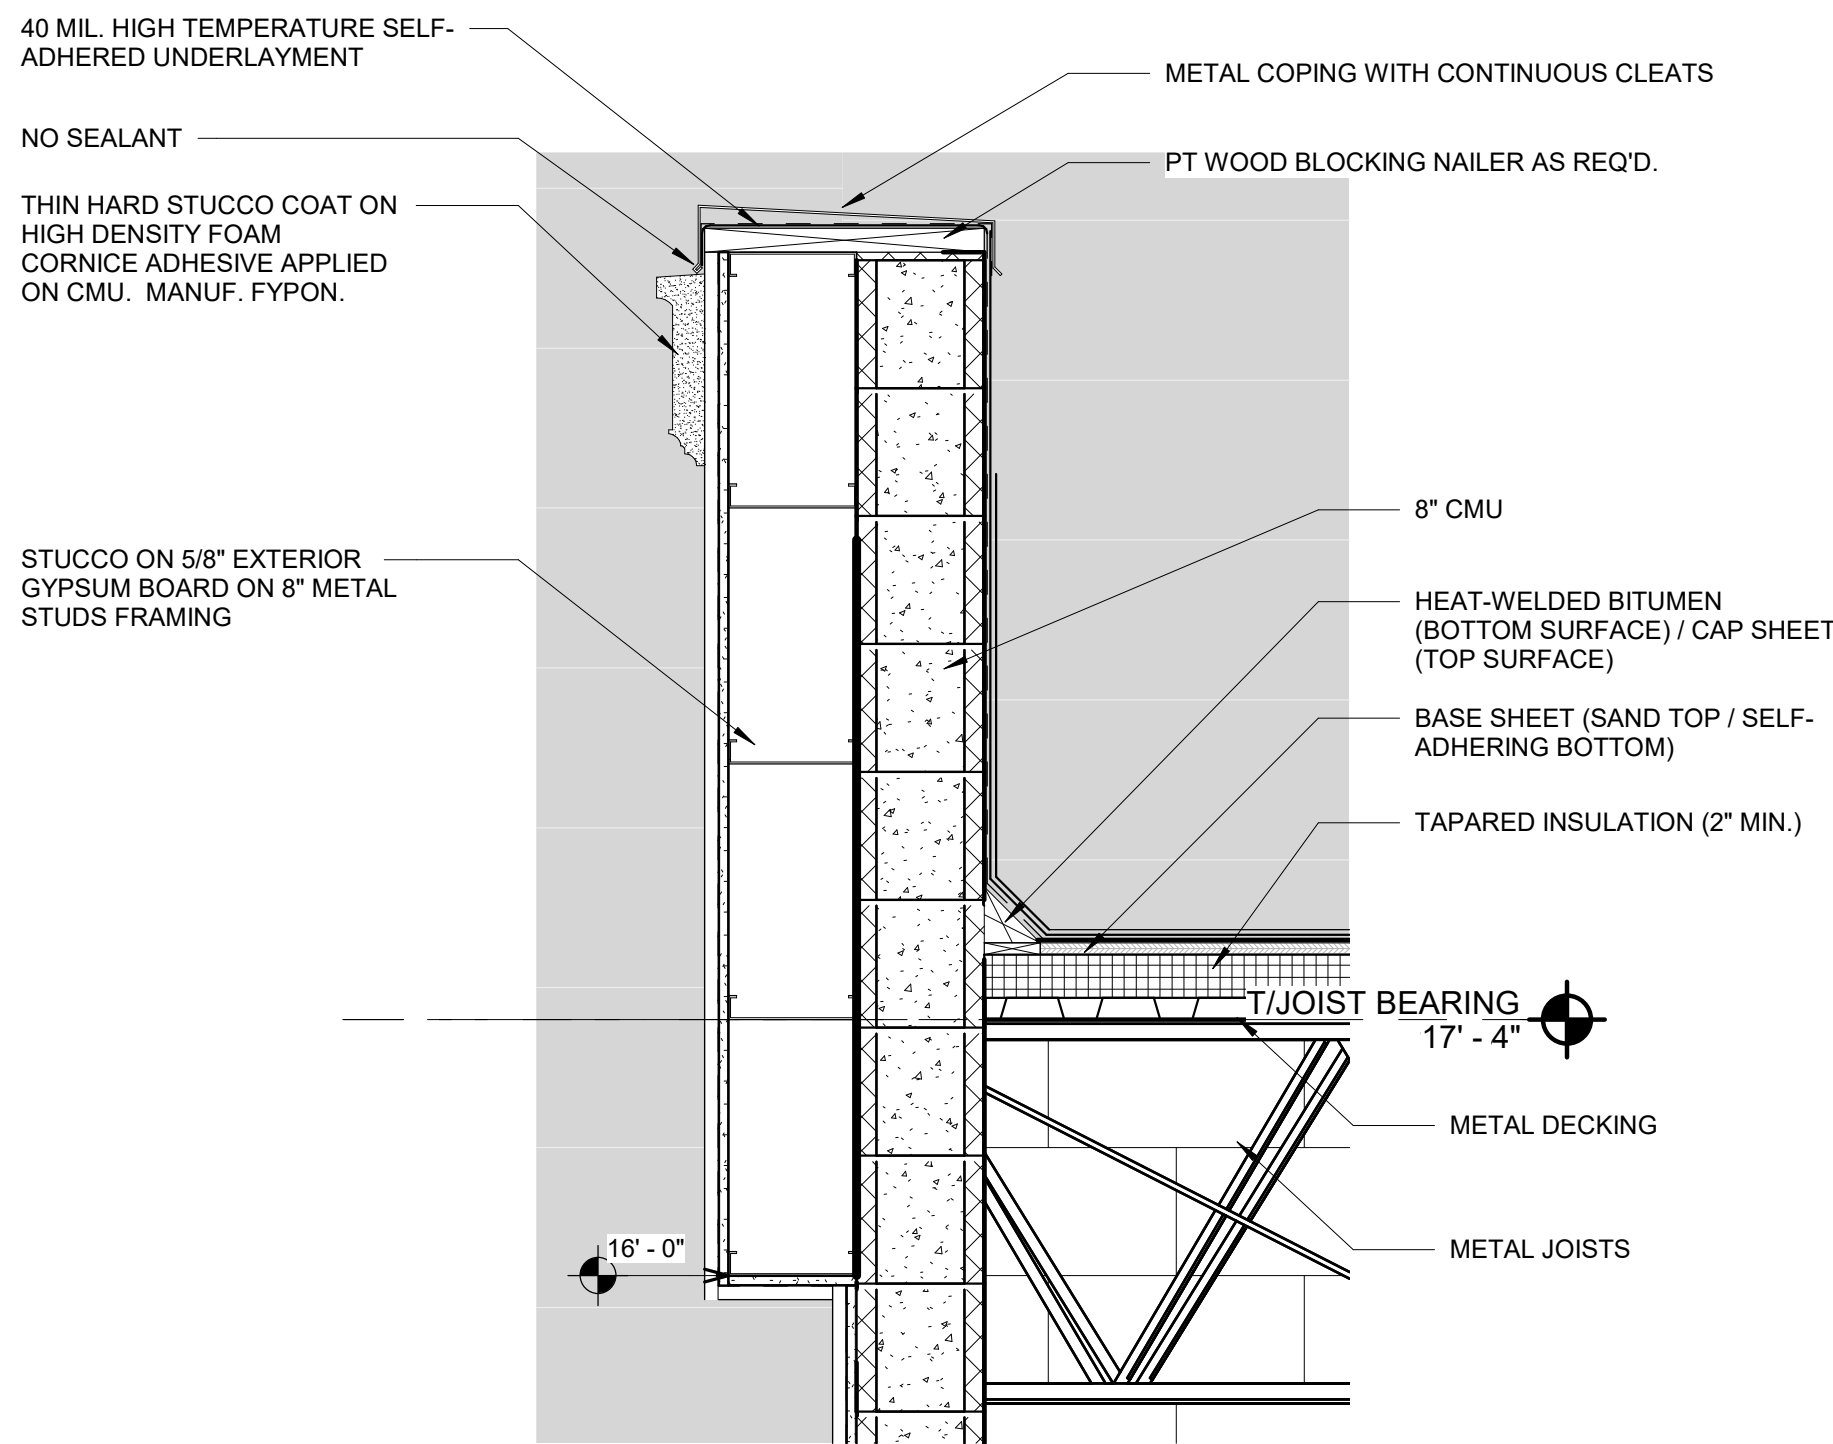 40 MIL. HIGH TEMPERATURE SELF-
ADHERED UNDERLAYMENT
NO SEALANT
THIN HARD STUCCO COAT ON
HIGH DENSITY FOAM
CORNICE ADHESIVE APPLIED
ON CMU.  MANUF. FYPON.
STUCCO ON 5/8" EXTERIOR
GYPSUM BOARD ON 8" METAL
STUDS FRAMING
16' - 0"
METAL COPING WITH CONTINUOUS CLEATS
PT WOOD BLOCKING NAILER AS REQ'D.
8" CMU
HEAT-WELDED BITUMEN
(BOTTOM SURFACE) / CAP SHEET
(TOP SURFACE)
BASE SHEET (SAND TOP / SELF-
ADHERING BOTTOM)
TAPARED INSULATION (2" MIN.)
T/JOIST BEARING
17' - 4"
METAL DECKING
METAL JOISTS